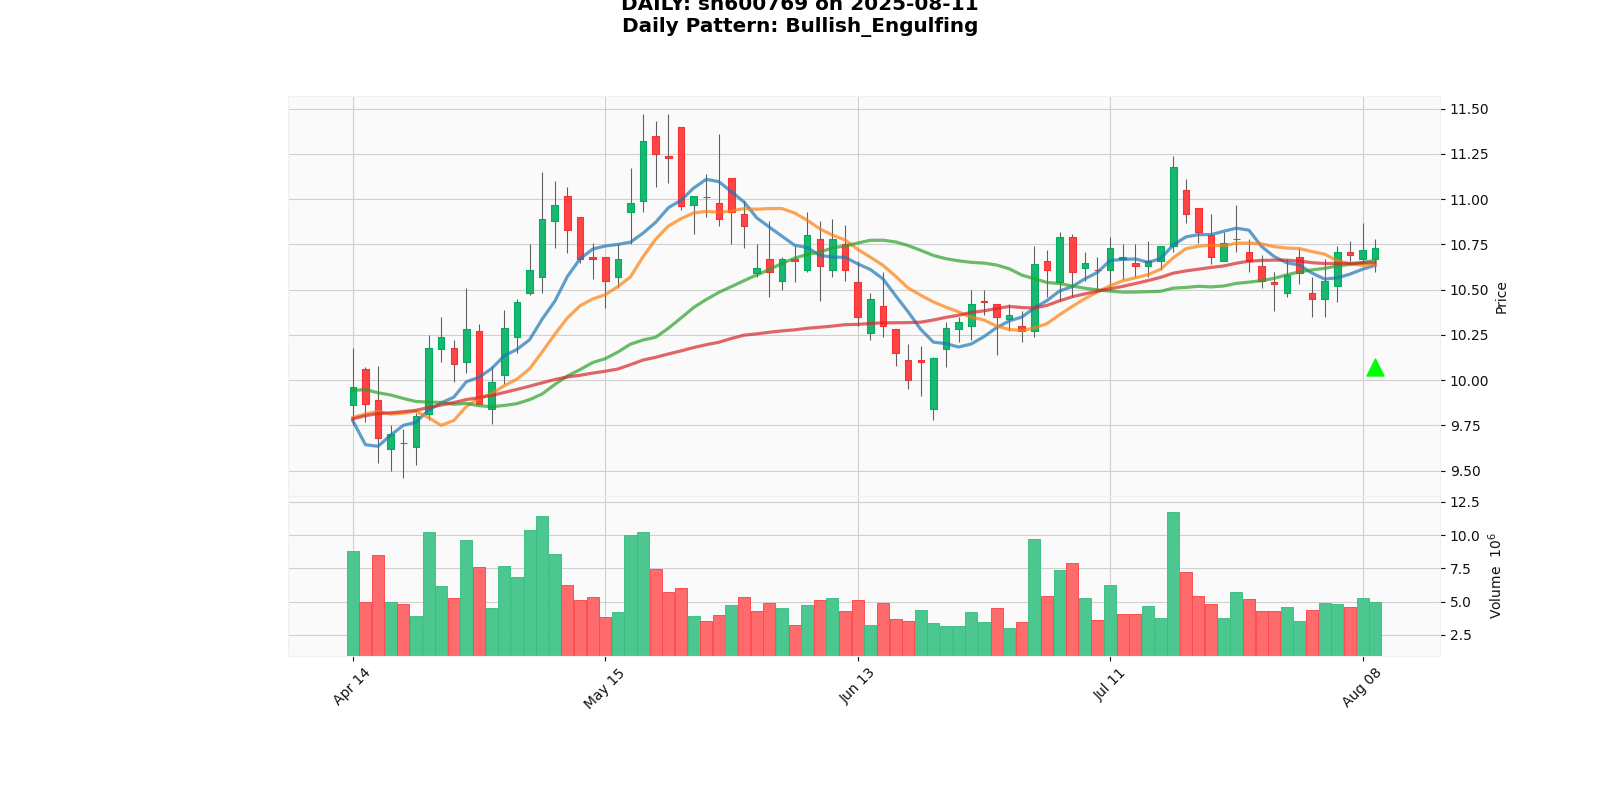 DAILY: sh600769 on 2025-08-11
Daily Pattern: Bullish_Engulfing
11.50
11.25
11.00
10.75
10.50
10.25
10.00
9.75
9.50
Price
12.5
10.0
7.5
5.0
2.5
Volume 10^6
Apr 14
May 15
Jun 13
Jul 11
Aug 08